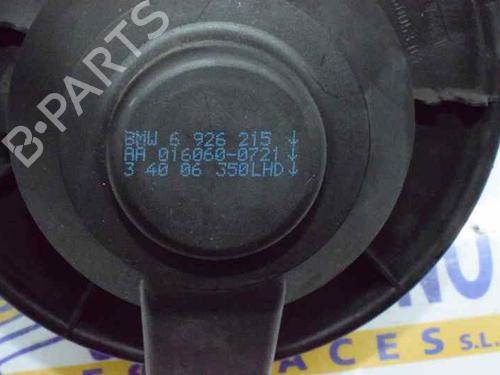 B-PARTS
BMW 6 926 215 ↓
AA 016060-0721 ↓
3 40 06 350LHD ↓
ACES S.L.